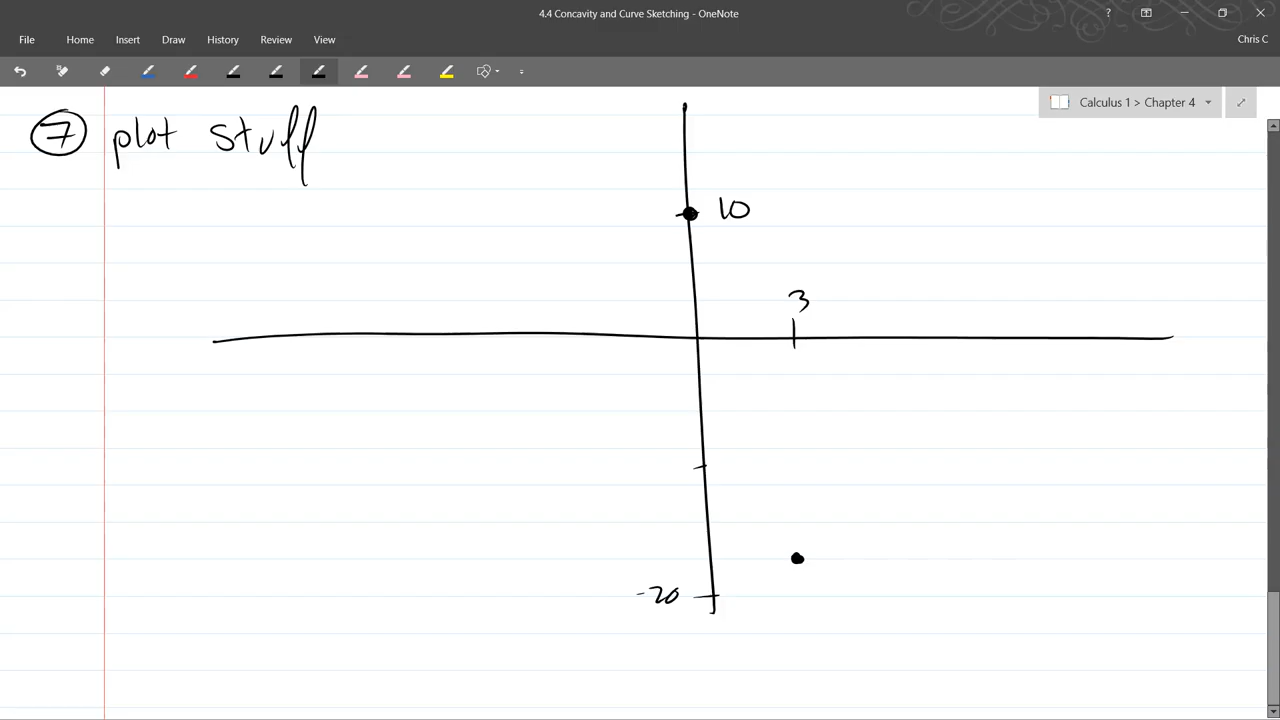 4.4 Concavity and Curve Sketching - OneNote
?
File Home Insert Draw History Review View
Chris C
Calculus 1 > Chapter 4
7 plot stuff
10
3
-20